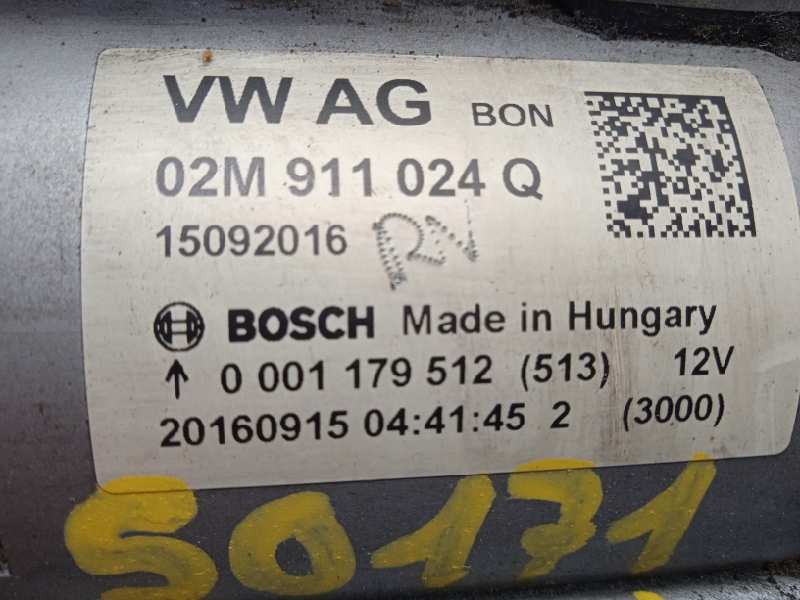 VW AG BON
02M 911 024 Q
15092016 RN
BOSCH Made in Hungary
↑ 0 001 179 512 (513) 12V
20160915 04:41:45 2 (3000)
S0171